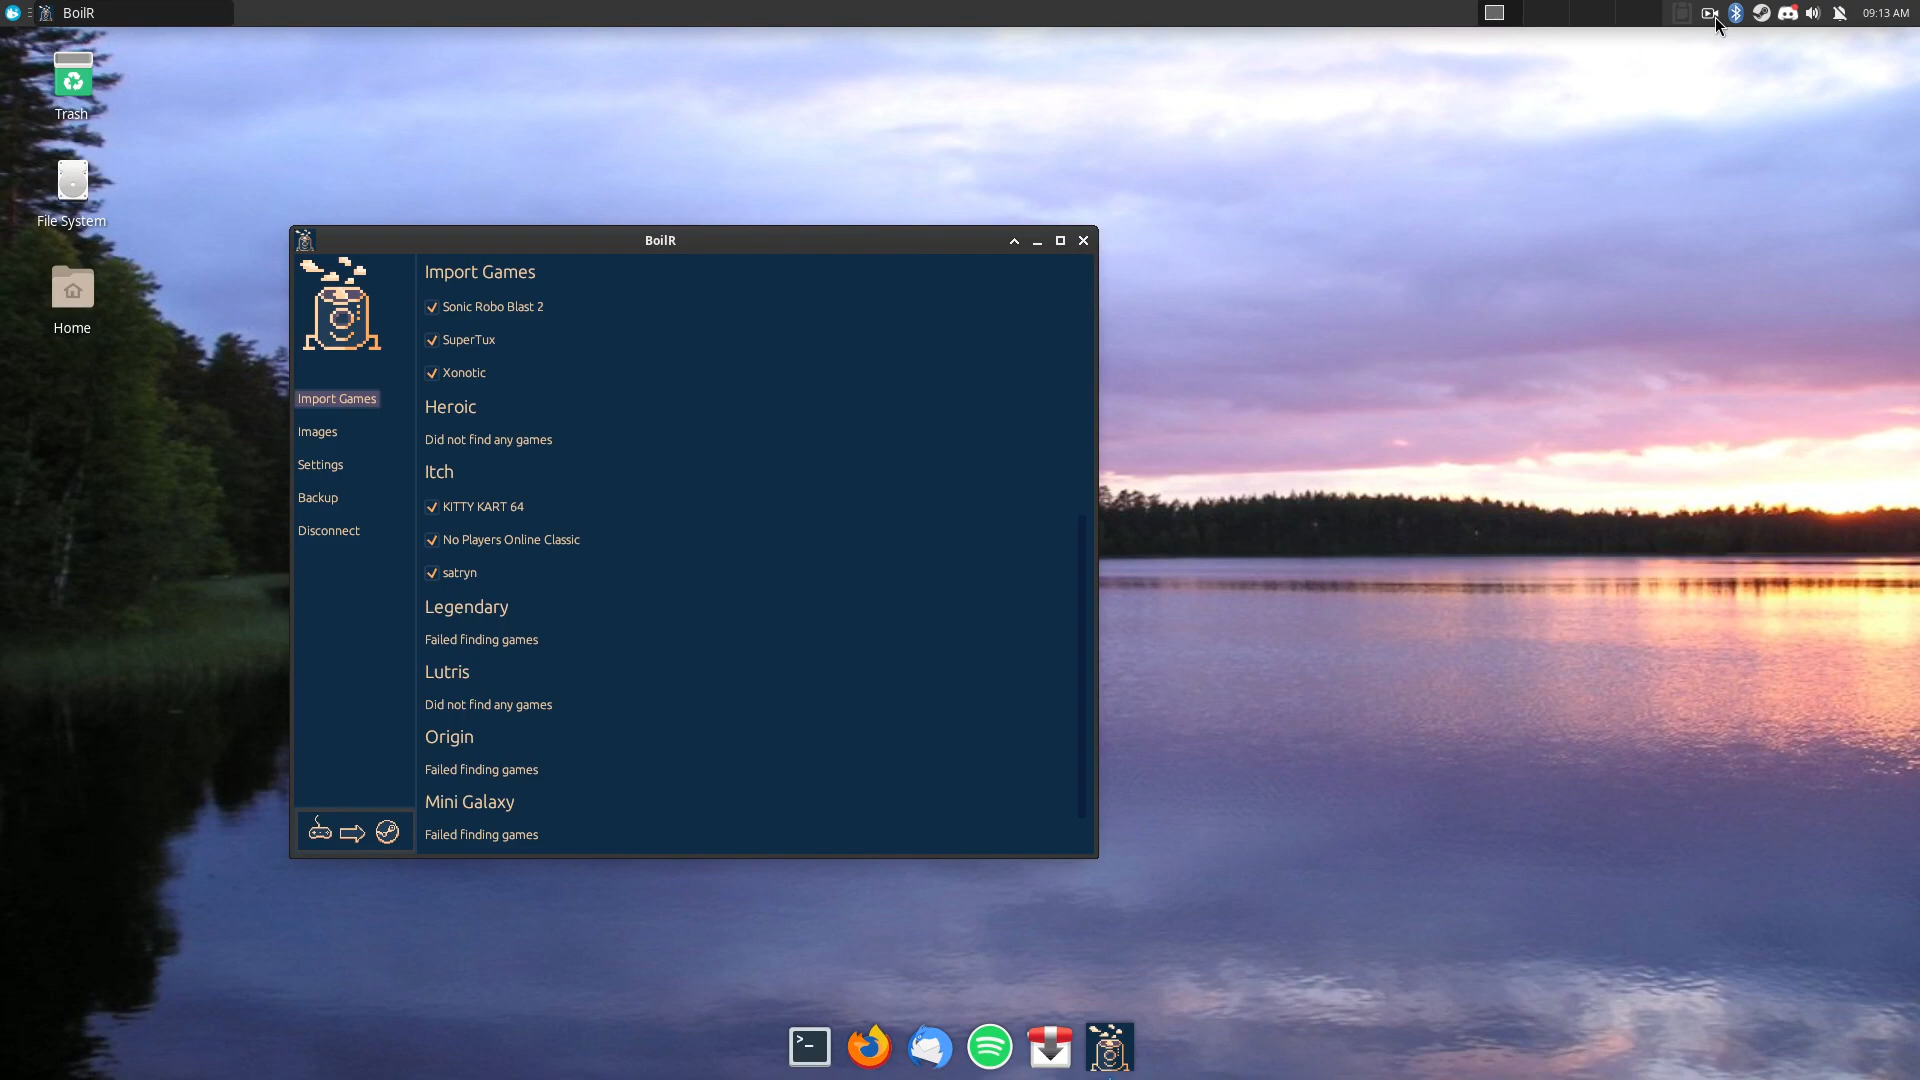 BoilR
09:13 AM
Trash
File System
Home
BoilR
Import Games
Images
Settings
Backup
Disconnect
Import Games
Sonic Robo Blast 2
SuperTux
Xonotic
Heroic
Did not find any games
Itch
KITTY KART 64
No Players Online Classic
satryn
Legendary
Failed finding games
Lutris
Did not find any games
Origin
Failed finding games
Mini Galaxy
Failed finding games